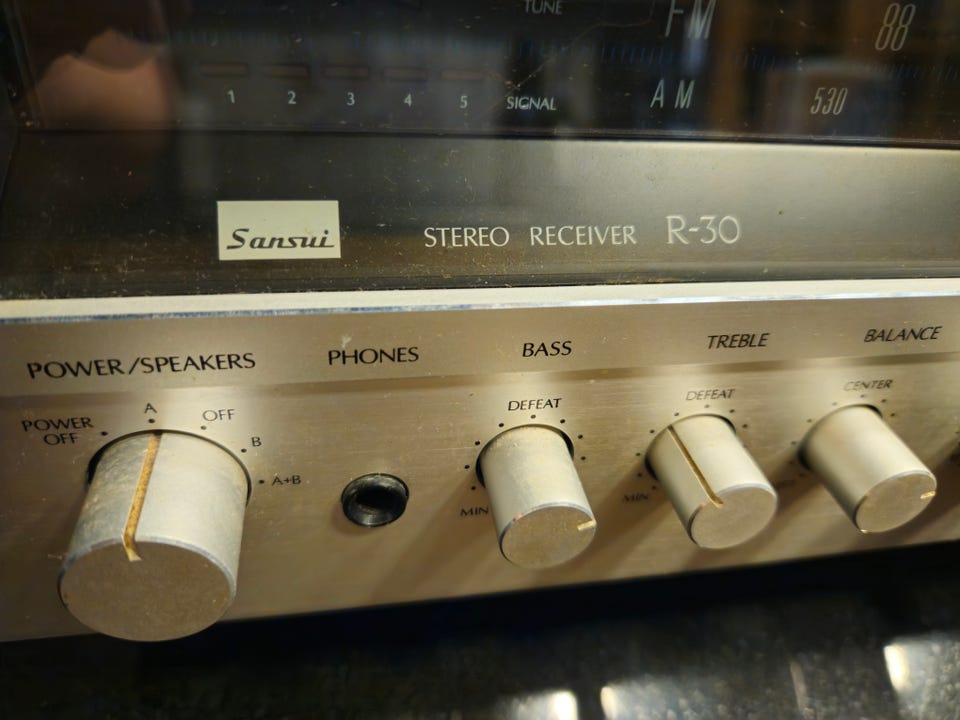 TUNE
FM 88
1 2 3 4 5 SIGNAL
AM 530
Sansui
STEREO RECEIVER R-30
POWER/SPEAKERS
PHONES
BASS
TREBLE
BALANCE
POWER
OFF
A
OFF
B
A+B
DEFEAT
MIN
DEFEAT
MIN
CENTER